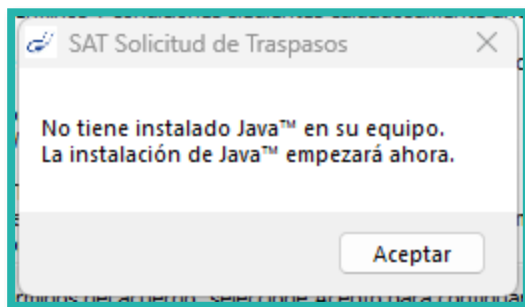 SAT Solicitud de Traspasos
No tiene instalado Java™ en su equipo.
La instalación de Java™ empezará ahora.
Aceptar